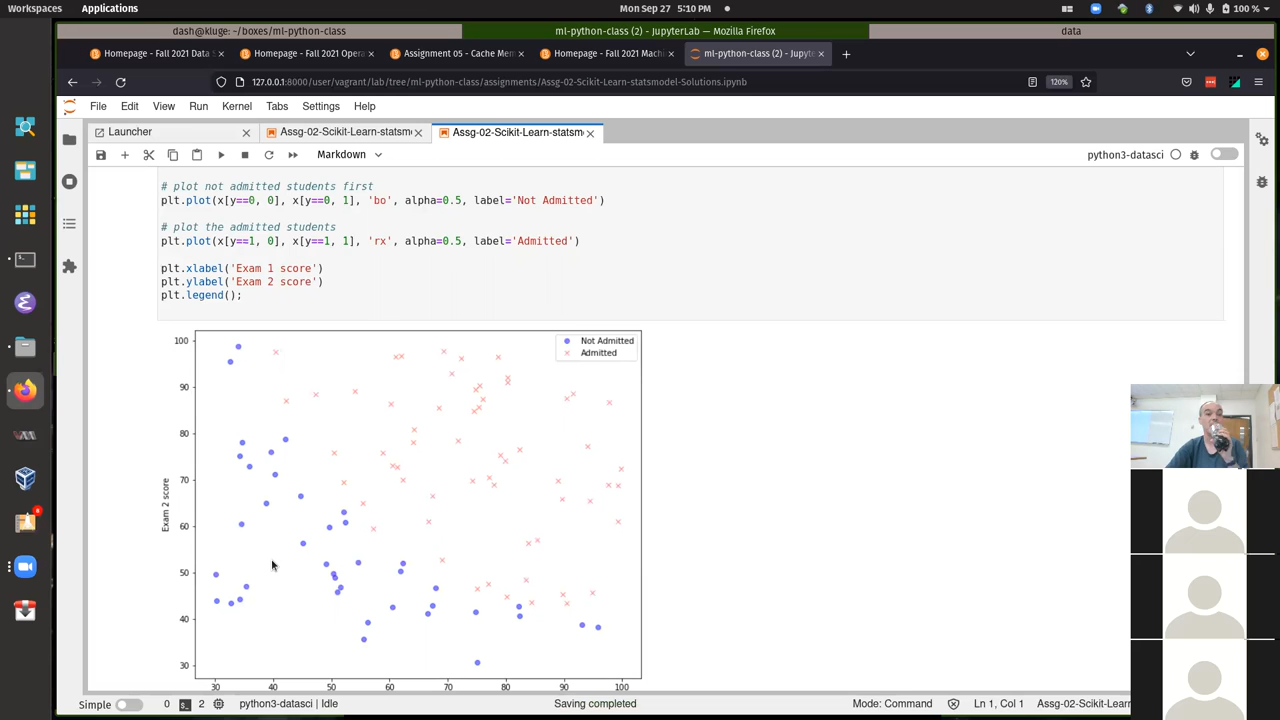 Workspaces Applications Mon Sep 27 5:10 PM 100 %
dash@kluge: ~/boxes/ml-python-class ml-python-class (2) - JupyterLab — Mozilla Firefox data
Homepage - Fall 2021 Data S Homepage - Fall 2021 Opera Assignment 05 - Cache Mem Homepage - Fall 2021 Machi ml-python-class (2) - Jupyte
127.0.0.1:8000/user/vagrant/lab/tree/ml-python-class/assignments/Assg-02-Scikit-Learn-statsmodel-Solutions.ipynb 120%
File Edit View Run Kernel Tabs Settings Help
Launcher Assg-02-Scikit-Learn-statsm Assg-02-Scikit-Learn-statsm
Markdown python3-datasci
# plot not admitted students first
plt.plot(x[y==0, 0], x[y==0, 1], 'bo', alpha=0.5, label='Not Admitted')
# plot the admitted students
plt.plot(x[y==1, 0], x[y==1, 1], 'rx', alpha=0.5, label='Admitted')
plt.xlabel('Exam 1 score')
plt.ylabel('Exam 2 score')
plt.legend();
Not Admitted
Admitted
100
90
80
70
60
50
40
30
Exam 2 score
30 40 50 60 70 80 90 100
Simple 0 2 python3-datasci | Idle Saving completed Mode: Command Ln 1, Col 1 Assg-02-Scikit-Learn